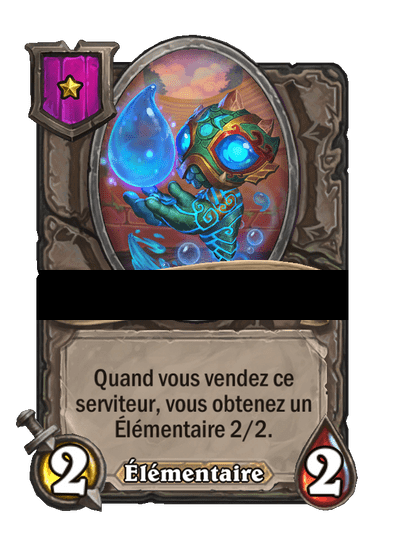 Quand vous vendez ce
serviteur, vous obtenez un
Élémentaire 2/2.
2
Élémentaire
2